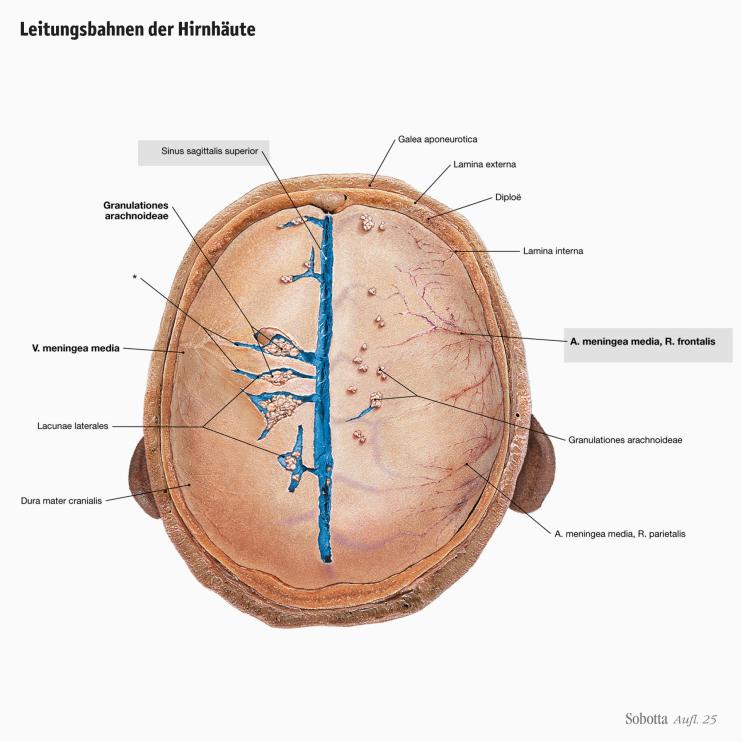 Leitungsbahnen der Hirnhäute
Galea aponeurotica
Sinus sagittalis superior
Lamina externa
Diploë
Granulationes
arachnoideae
Lamina interna
*
A. meningea media, R. frontalis
V. meningea media
Lacunae laterales
Granulationes arachnoideae
Dura mater cranialis
A. meningea media, R. parietalis
Sobotta Aufl. 25